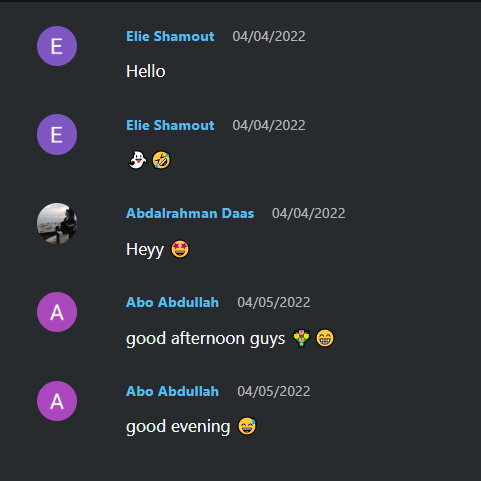 E
Elie Shamout 04/04/2022
Hello
E
Elie Shamout 04/04/2022
👻🤣
Abdalrahman Daas 04/04/2022
Heyy 🤩
A
Abo Abdullah 04/05/2022
good afternoon guys 💐😁
A
Abo Abdullah 04/05/2022
good evening 😅